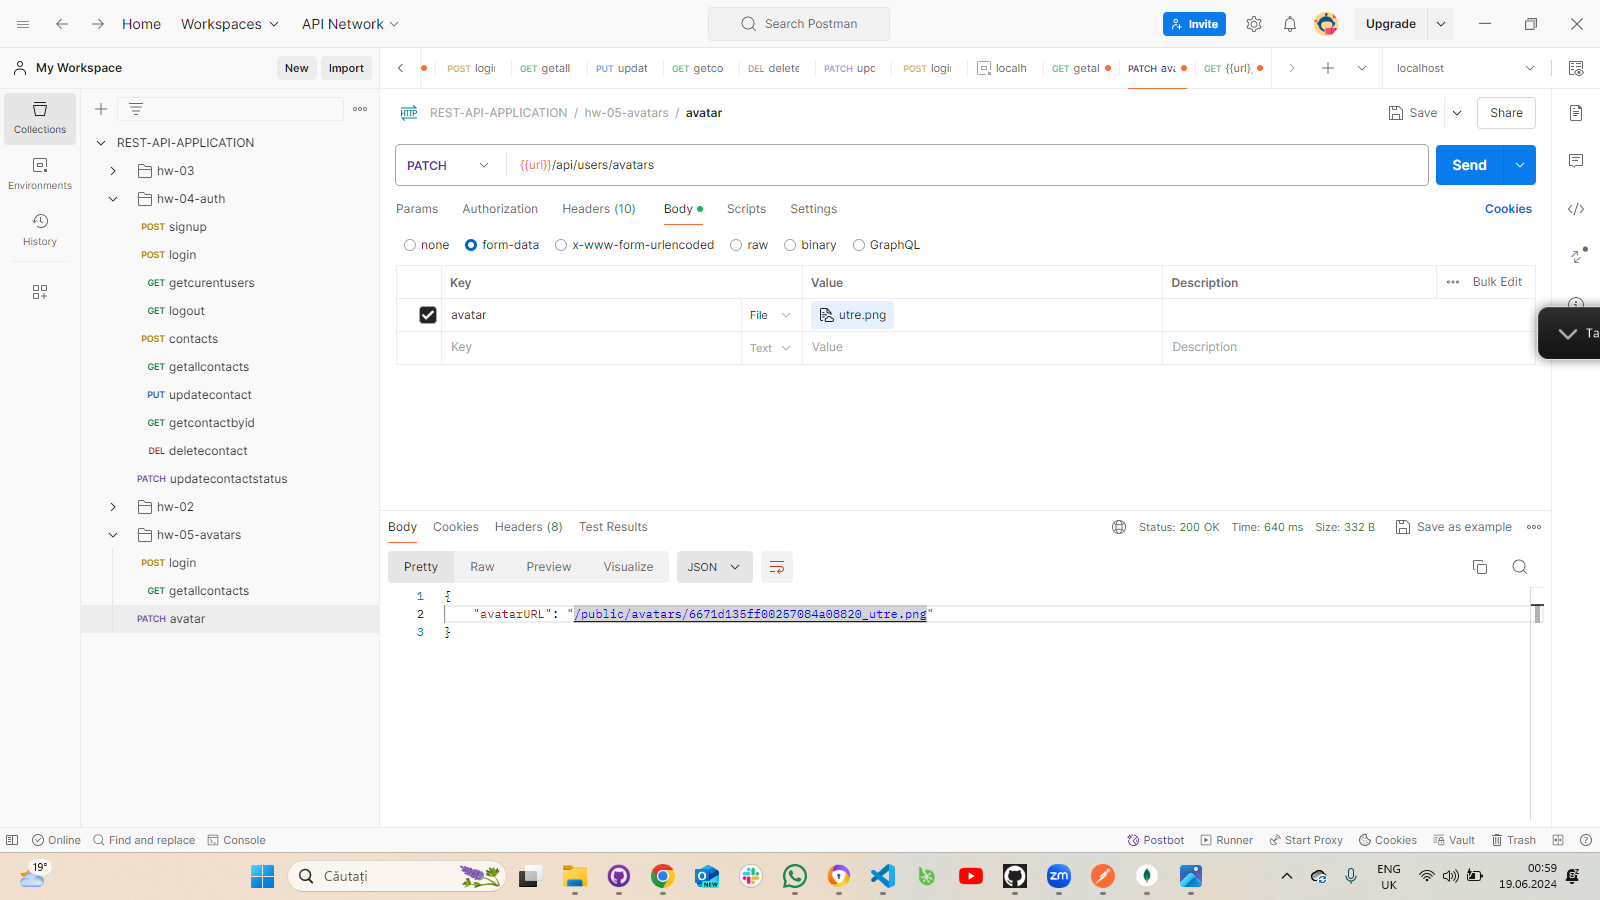 Home Workspaces API Network Search Postman Invite Upgrade
My Workspace New Import POST logi GET getall PUT updat GET getco DEL delete PATCH upc POST logi localh GET getal PATCH ava GET {{url} localhost
Collections
Environments
History
REST-API-APPLICATION
hw-03
hw-04-auth
POST signup
POST login
GET getcurentusers
GET logout
POST contacts
GET getallcontacts
PUT updatecontact
GET getcontactbyid
DEL deletecontact
PATCH updatecontactstatus
hw-02
hw-05-avatars
POST login
GET getallcontacts
PATCH avatar
HTTP REST-API-APPLICATION / hw-05-avatars / avatar Save Share
PATCH {{url}}/api/users/avatars Send
Params Authorization Headers (10) Body Scripts Settings Cookies
none form-data x-www-form-urlencoded raw binary GraphQL
Key Value Description Bulk Edit
avatar File utre.png
Key Text Value Description
Ta
Body Cookies Headers (8) Test Results Status: 200 OK Time: 640 ms Size: 332 B Save as example
Pretty Raw Preview Visualize JSON
1 {
2 "avatarURL": "/public/avatars/6671d135ff00257084a08820_utre.png"
3 }
Online Find and replace Console Postbot Runner Start Proxy Cookies Vault Trash
19° Căutați NEW zm ENG 00:59
UK 19.06.2024